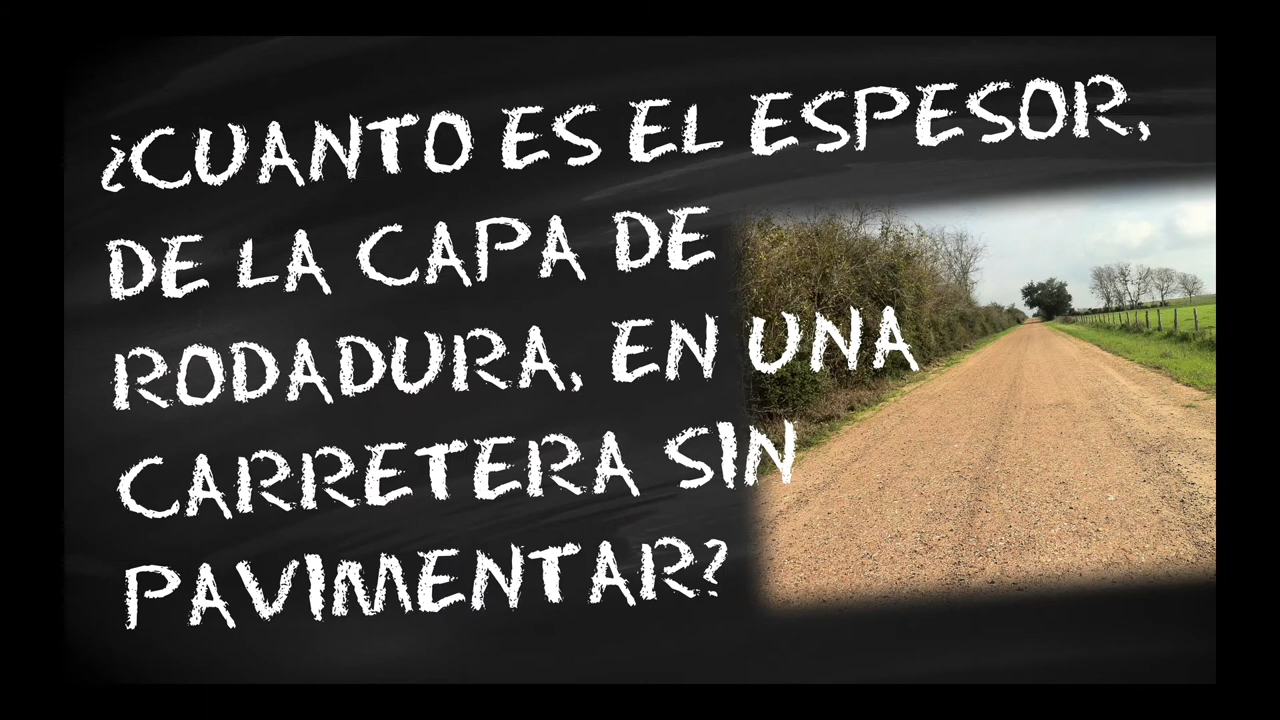 ¿CUANTO ES EL ESPESOR,
DE LA CAPA DE
RODADURA, EN UNA
CARRETERA SIN
PAVIMENTAR?